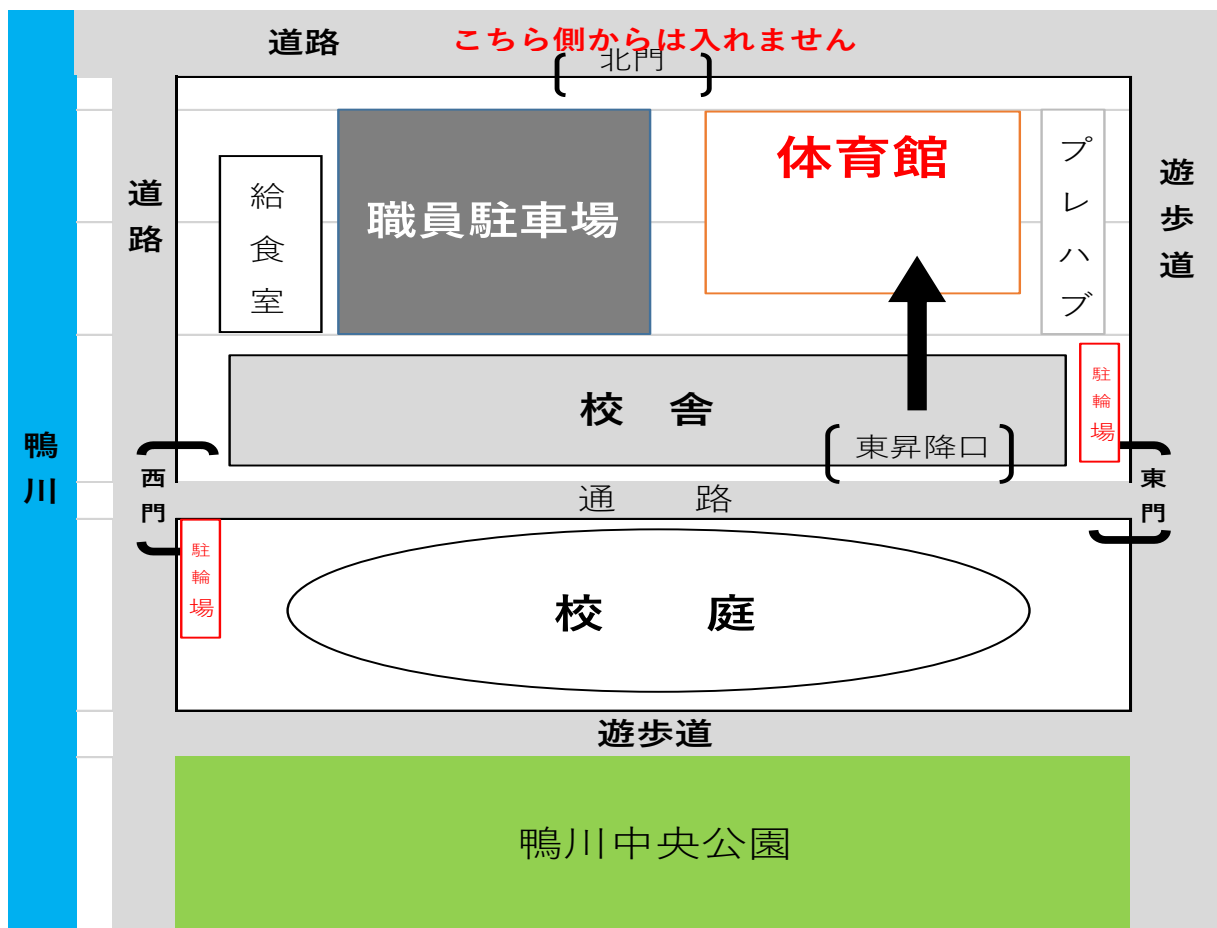 道路
こちら側からは入れません
北門
体育館
職員駐車場
給食室
プレハブ
道路
遊歩道
校 舎
駐輪場
東昇降口
鴨川
西門
東門
通 路
駐輪場
校 庭
遊歩道
鴨川中央公園